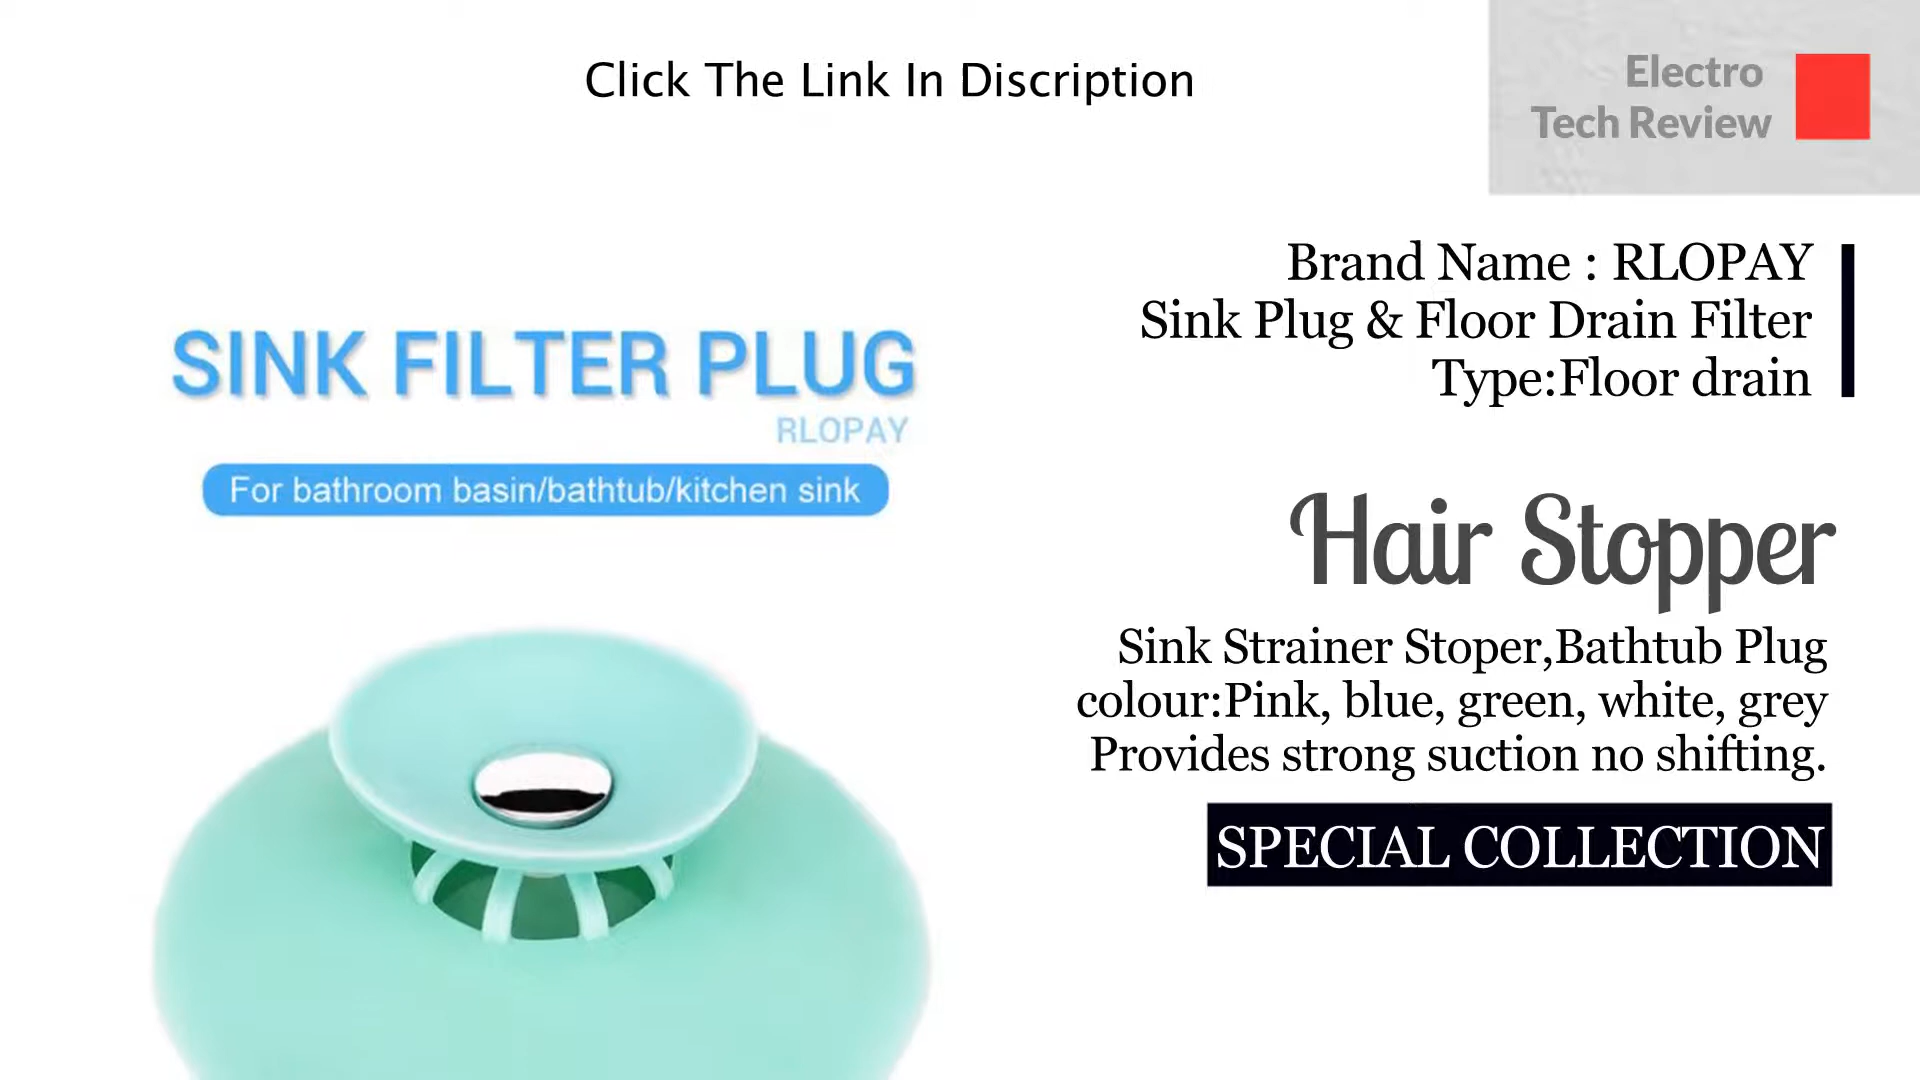 Click The Link In Discription
Electro
Tech Review
Brand Name : RLOPAY
Sink Plug & Floor Drain Filter
Type:Floor drain
SINK FILTER PLUG
RLOPAY
For bathroom basin/bathtub/kitchen sink
Hair Stopper
Sink Strainer Stoper,Bathtub Plug
colour:Pink, blue, green, white, grey
Provides strong suction no shifting.
SPECIAL COLLECTION